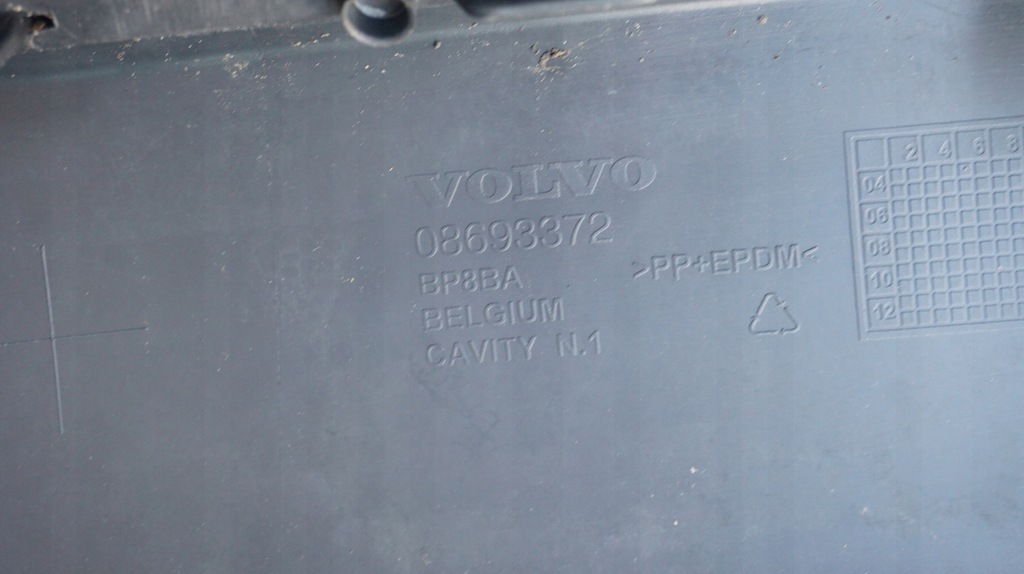 VOLVO
08693372
BP8BA
BELGIUM
CAVITY N.1
>PP+EPDM<
2 4 6 8
04
06
08
10
12